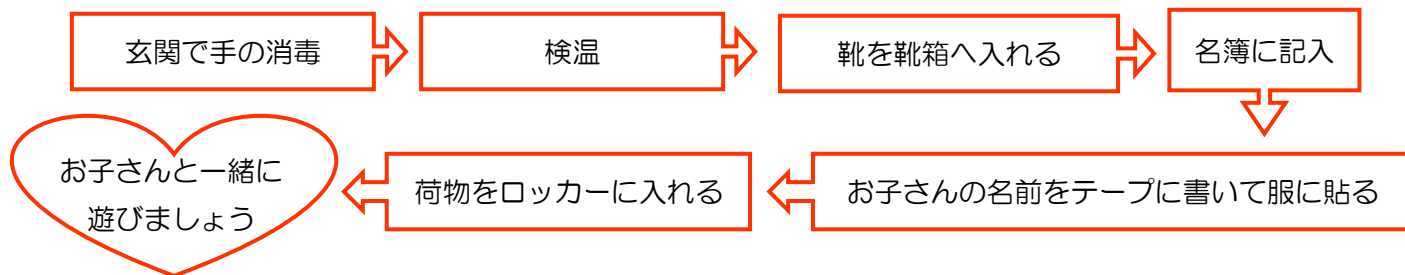 玄関で手の消毒
検温
靴を靴箱へ入れる
名簿に記入
お子さんの名前をテープに書いて服に貼る
荷物をロッカーに入れる
お子さんと一緒に
遊びましょう